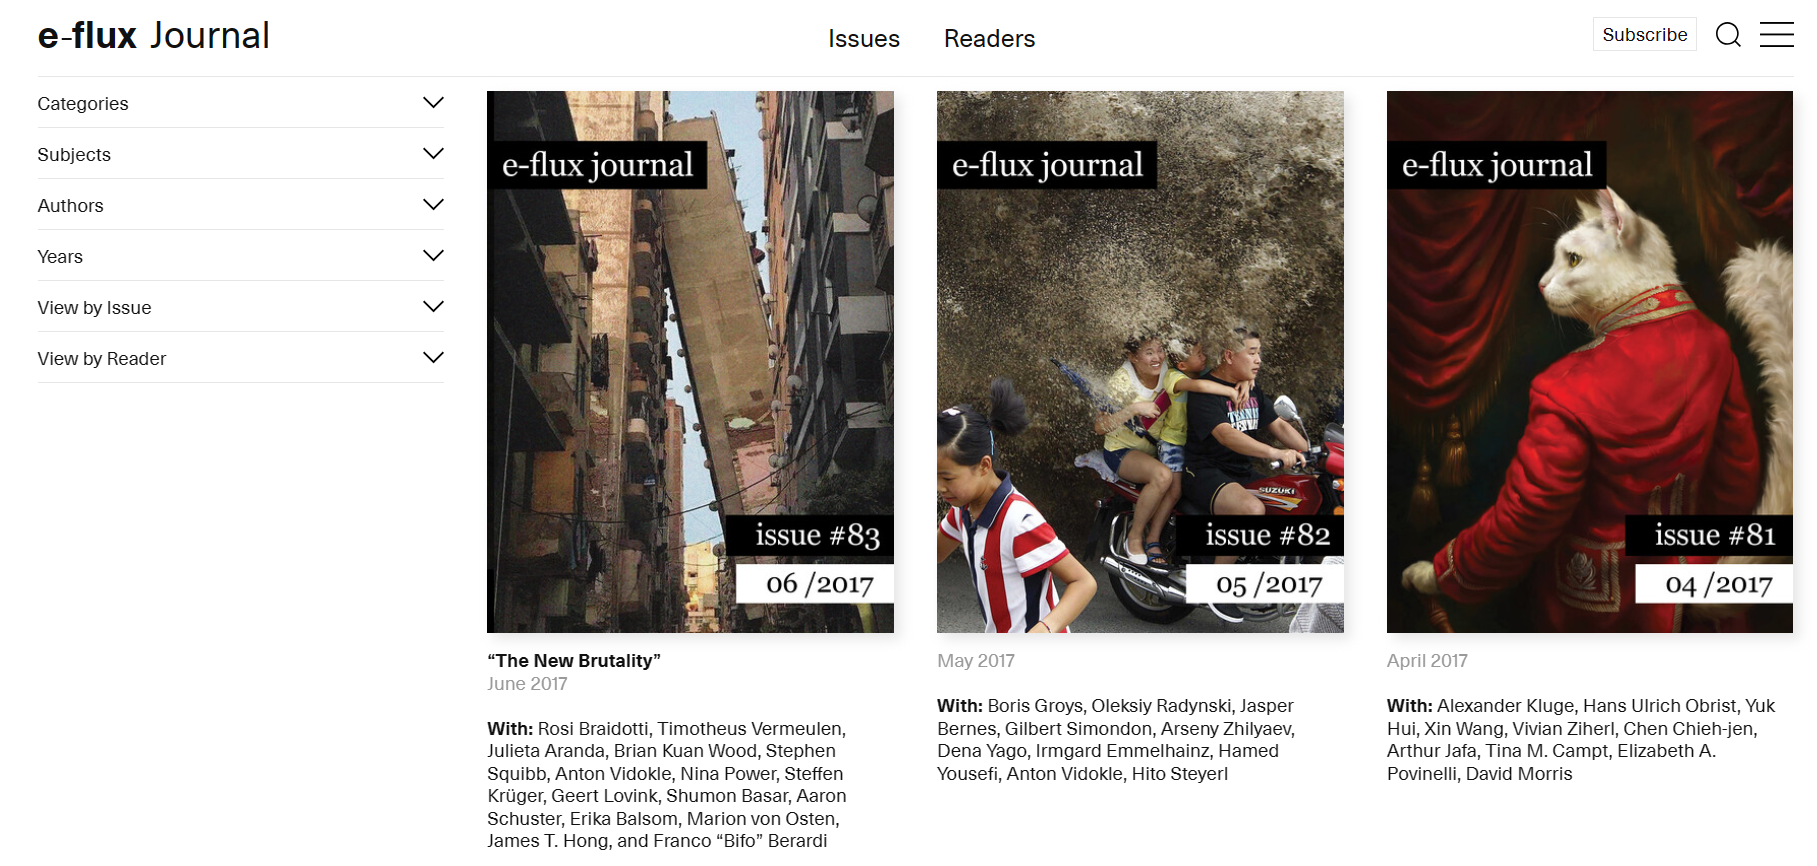 e-flux Journal
Issues
Readers
Subscribe
Categories
Subjects
Authors
Years
View by Issue
View by Reader
e-flux journal
issue #83
06 /2017
“The New Brutality”
June 2017
With: Rosi Braidotti, Timotheus Vermeulen,
Julieta Aranda, Brian Kuan Wood, Stephen
Squibb, Anton Vidokle, Nina Power, Steffen
Krüger, Geert Lovink, Shumon Basar, Aaron
Schuster, Erika Balsom, Marion von Osten,
James T. Hong, and Franco “Bifo” Berardi
e-flux journal
SUZUKI
issue #82
05 /2017
May 2017
With: Boris Groys, Oleksiy Radynski, Jasper
Bernes, Gilbert Simondon, Arseny Zhilyaev,
Dena Yago, Irmgard Emmelhainz, Hamed
Yousefi, Anton Vidokle, Hito Steyerl
e-flux journal
issue #81
04 /2017
April 2017
With: Alexander Kluge, Hans Ulrich Obrist, Yuk
Hui, Xin Wang, Vivian Ziherl, Chen Chieh-jen,
Arthur Jafa, Tina M. Campt, Elizabeth A.
Povinelli, David Morris